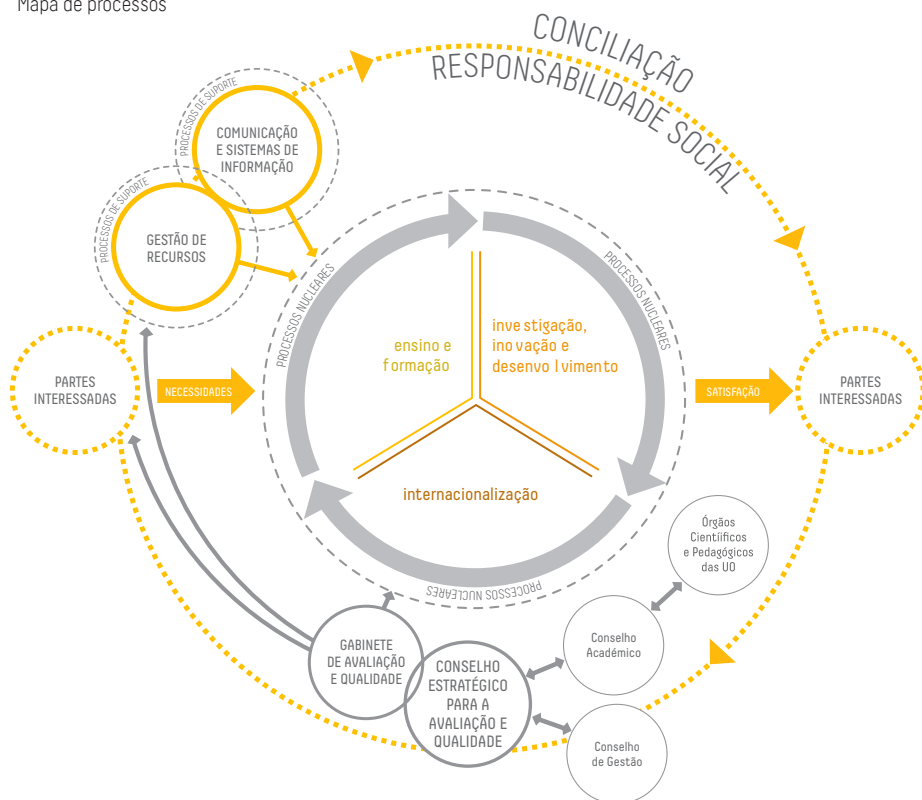 Mapa de processos
CONCILIAÇÃO
RESPONSABILIDADE SOCIAL
PROCESSOS DE SUPORTE
COMUNICAÇÃO
E SISTEMAS DE
INFORMAÇÃO
PROCESSOS DE SUPORTE
GESTÃO DE
RECURSOS
PROCESSOS NUCLEARES
PROCESSOS NUCLEARES
ensino e
formação
inve stigação,
ino vação e
desenvo l vimento
PARTES
INTERESSADAS
NECESSIDADES
SATISFAÇÃO
PARTES
INTERESSADAS
internacionalização
PROCESSOS NUCLEARES
Órgãos
Científicos
e Pedagógicos
das UO
Conselho
Académico
GABINETE
DE AVALIAÇÃO
E QUALIDADE
CONSELHO
ESTRATÉGICO
PARA A
AVALIAÇÃO E
QUALIDADE
Conselho
de Gestão